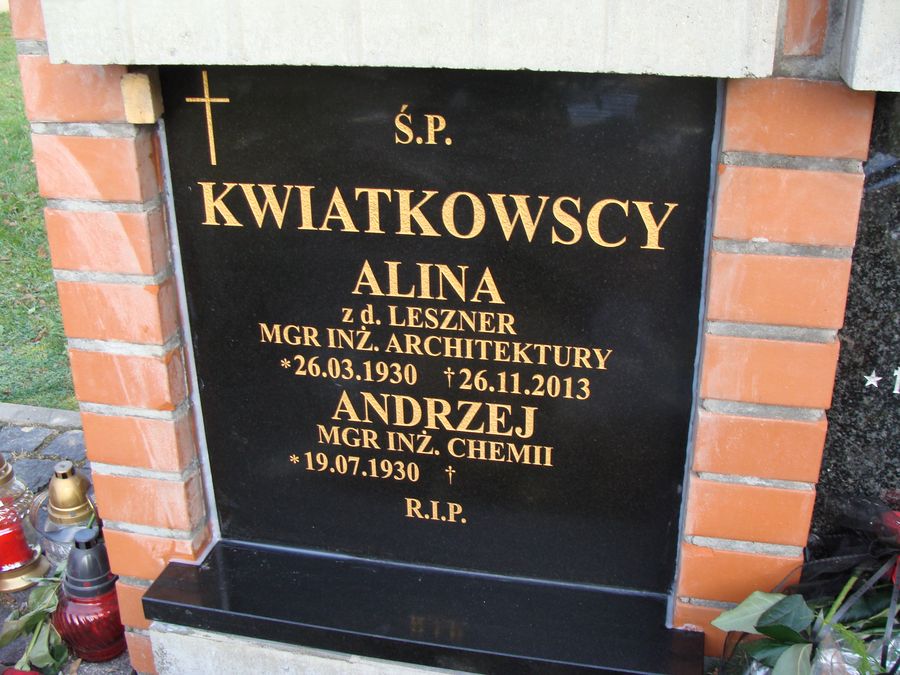 Ś.P.
KWIATKOWSCY
ALINA
z d. LESZNER
MGR INŻ. ARCHITEKTURY
*26.03.1930 †26.11.2013
ANDRZEJ
MGR INŻ. CHEMII
*19.07.1930 †
R.I.P.